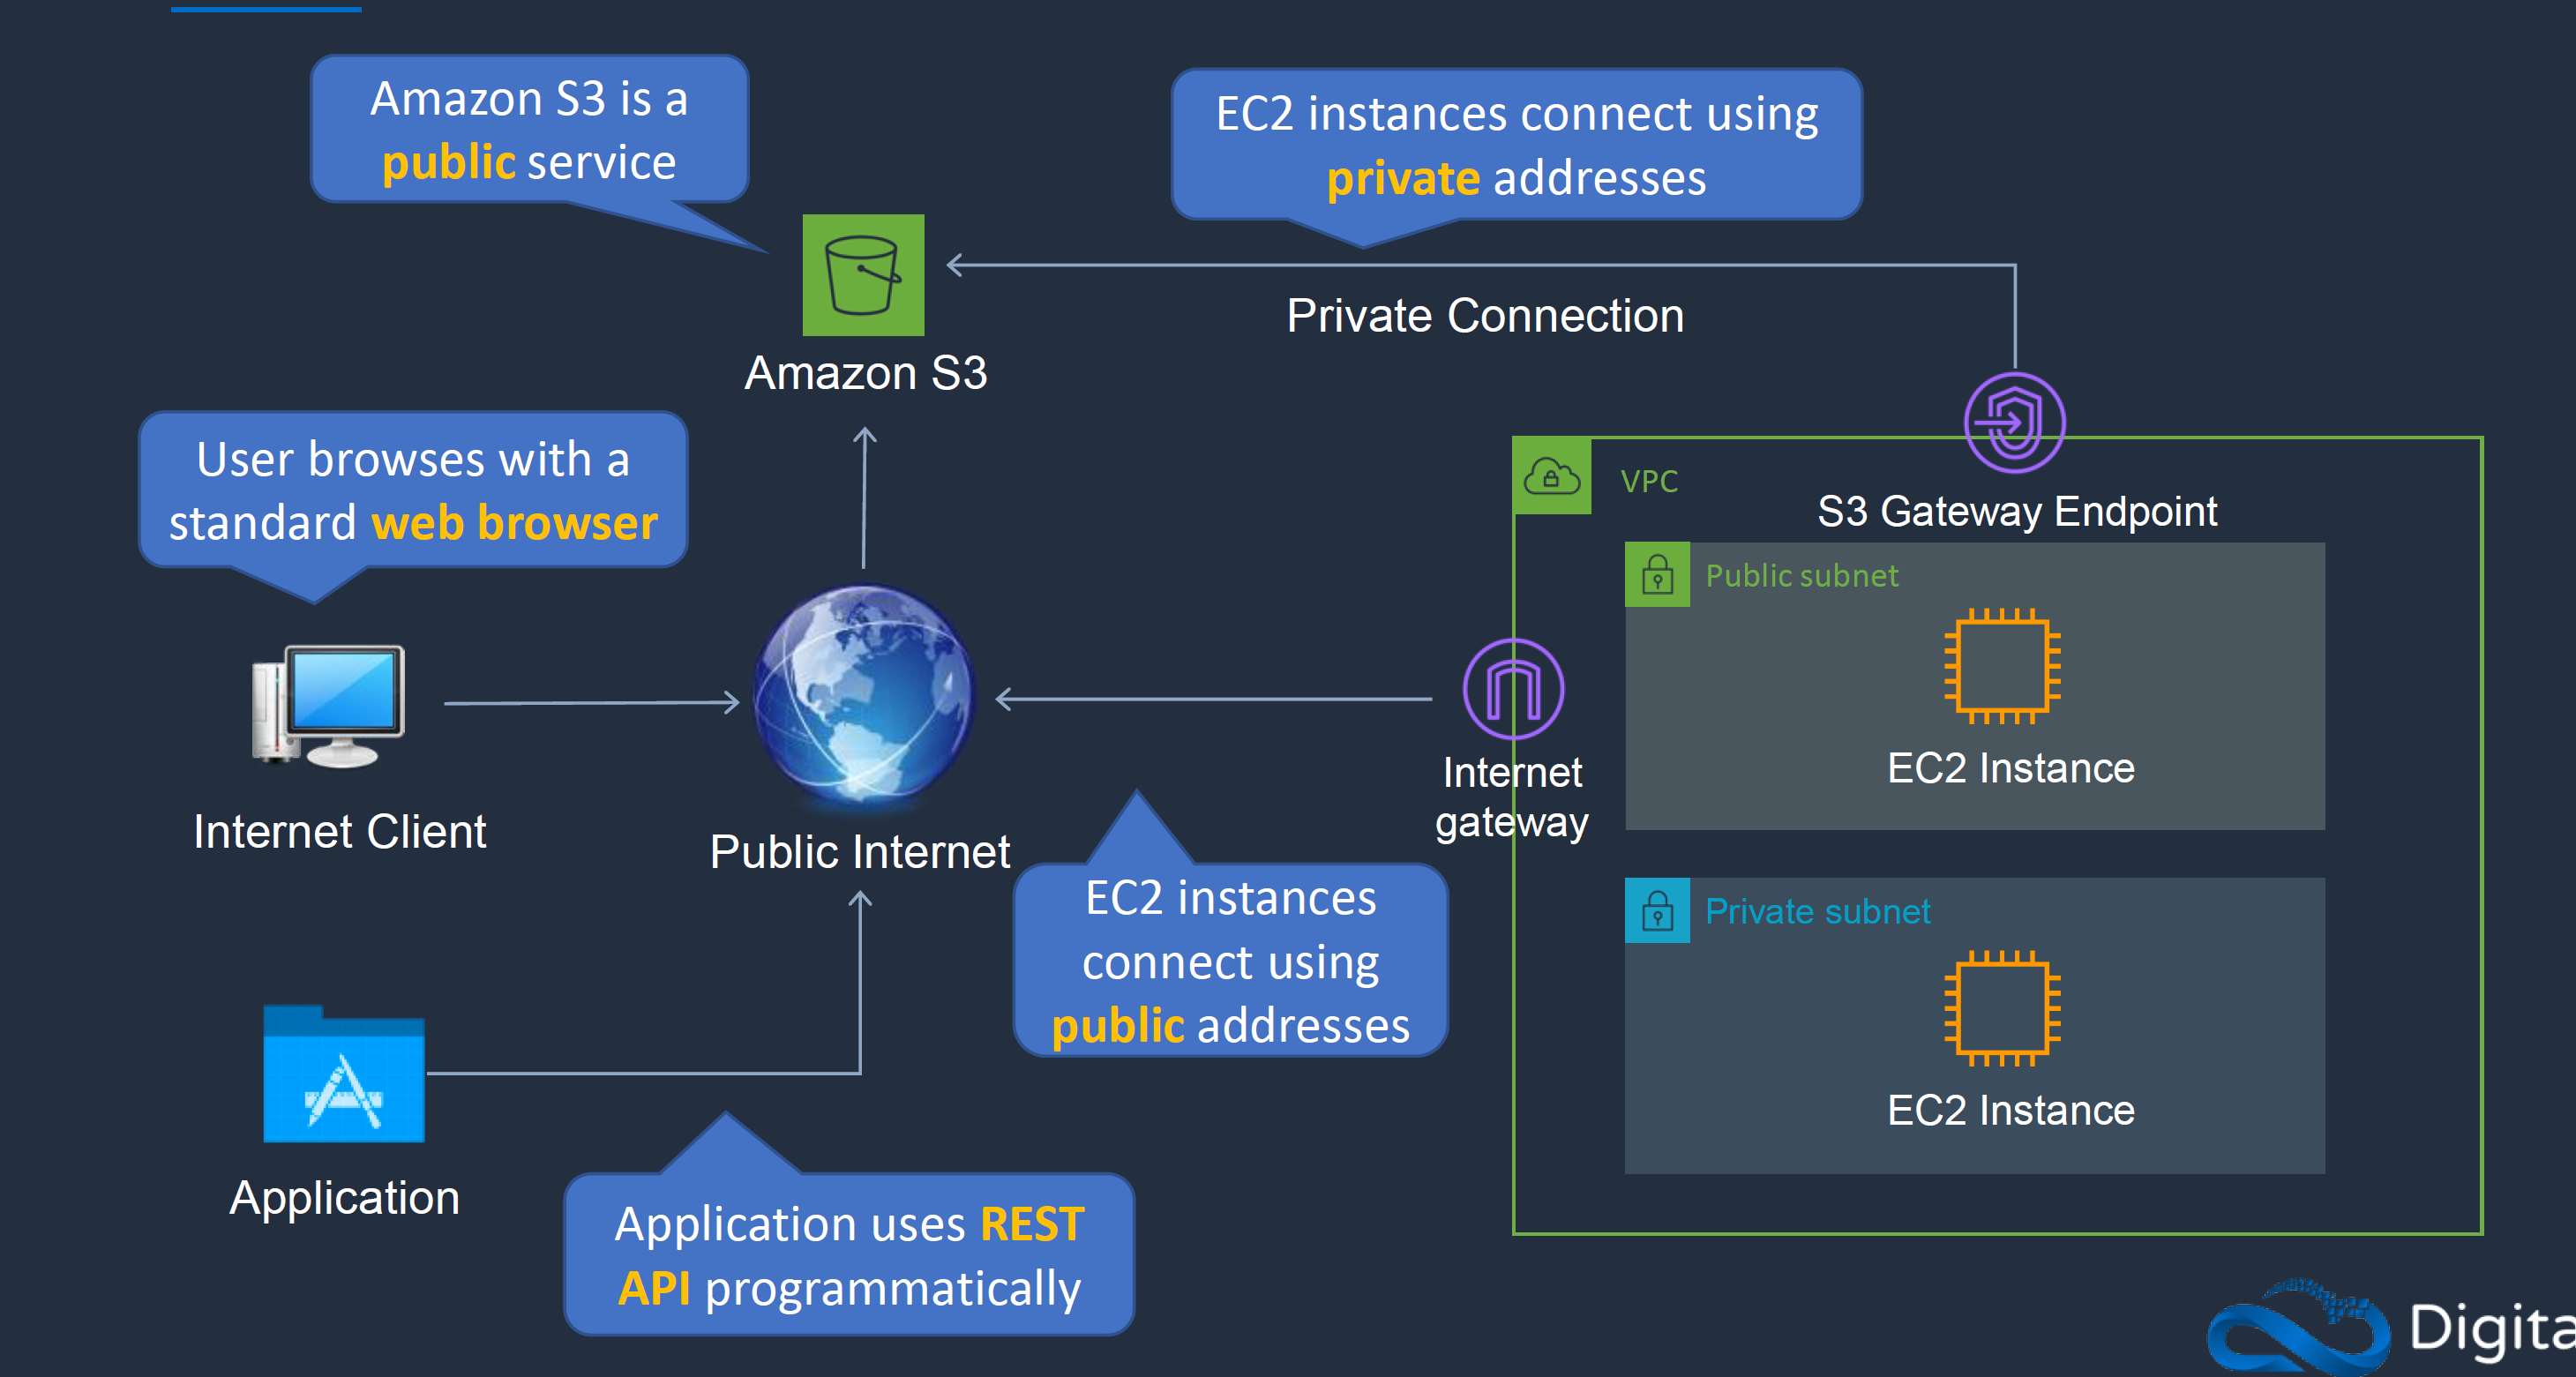 Amazon S3 is a
public service
EC2 instances connect using
private addresses
Private Connection
Amazon S3
User browses with a
standard web browser
VPC
S3 Gateway Endpoint
Public subnet
EC2 Instance
Internet
gateway
Internet Client
Public Internet
EC2 instances
connect using
public addresses
Private subnet
EC2 Instance
Application
Application uses REST
API programmatically
Digita